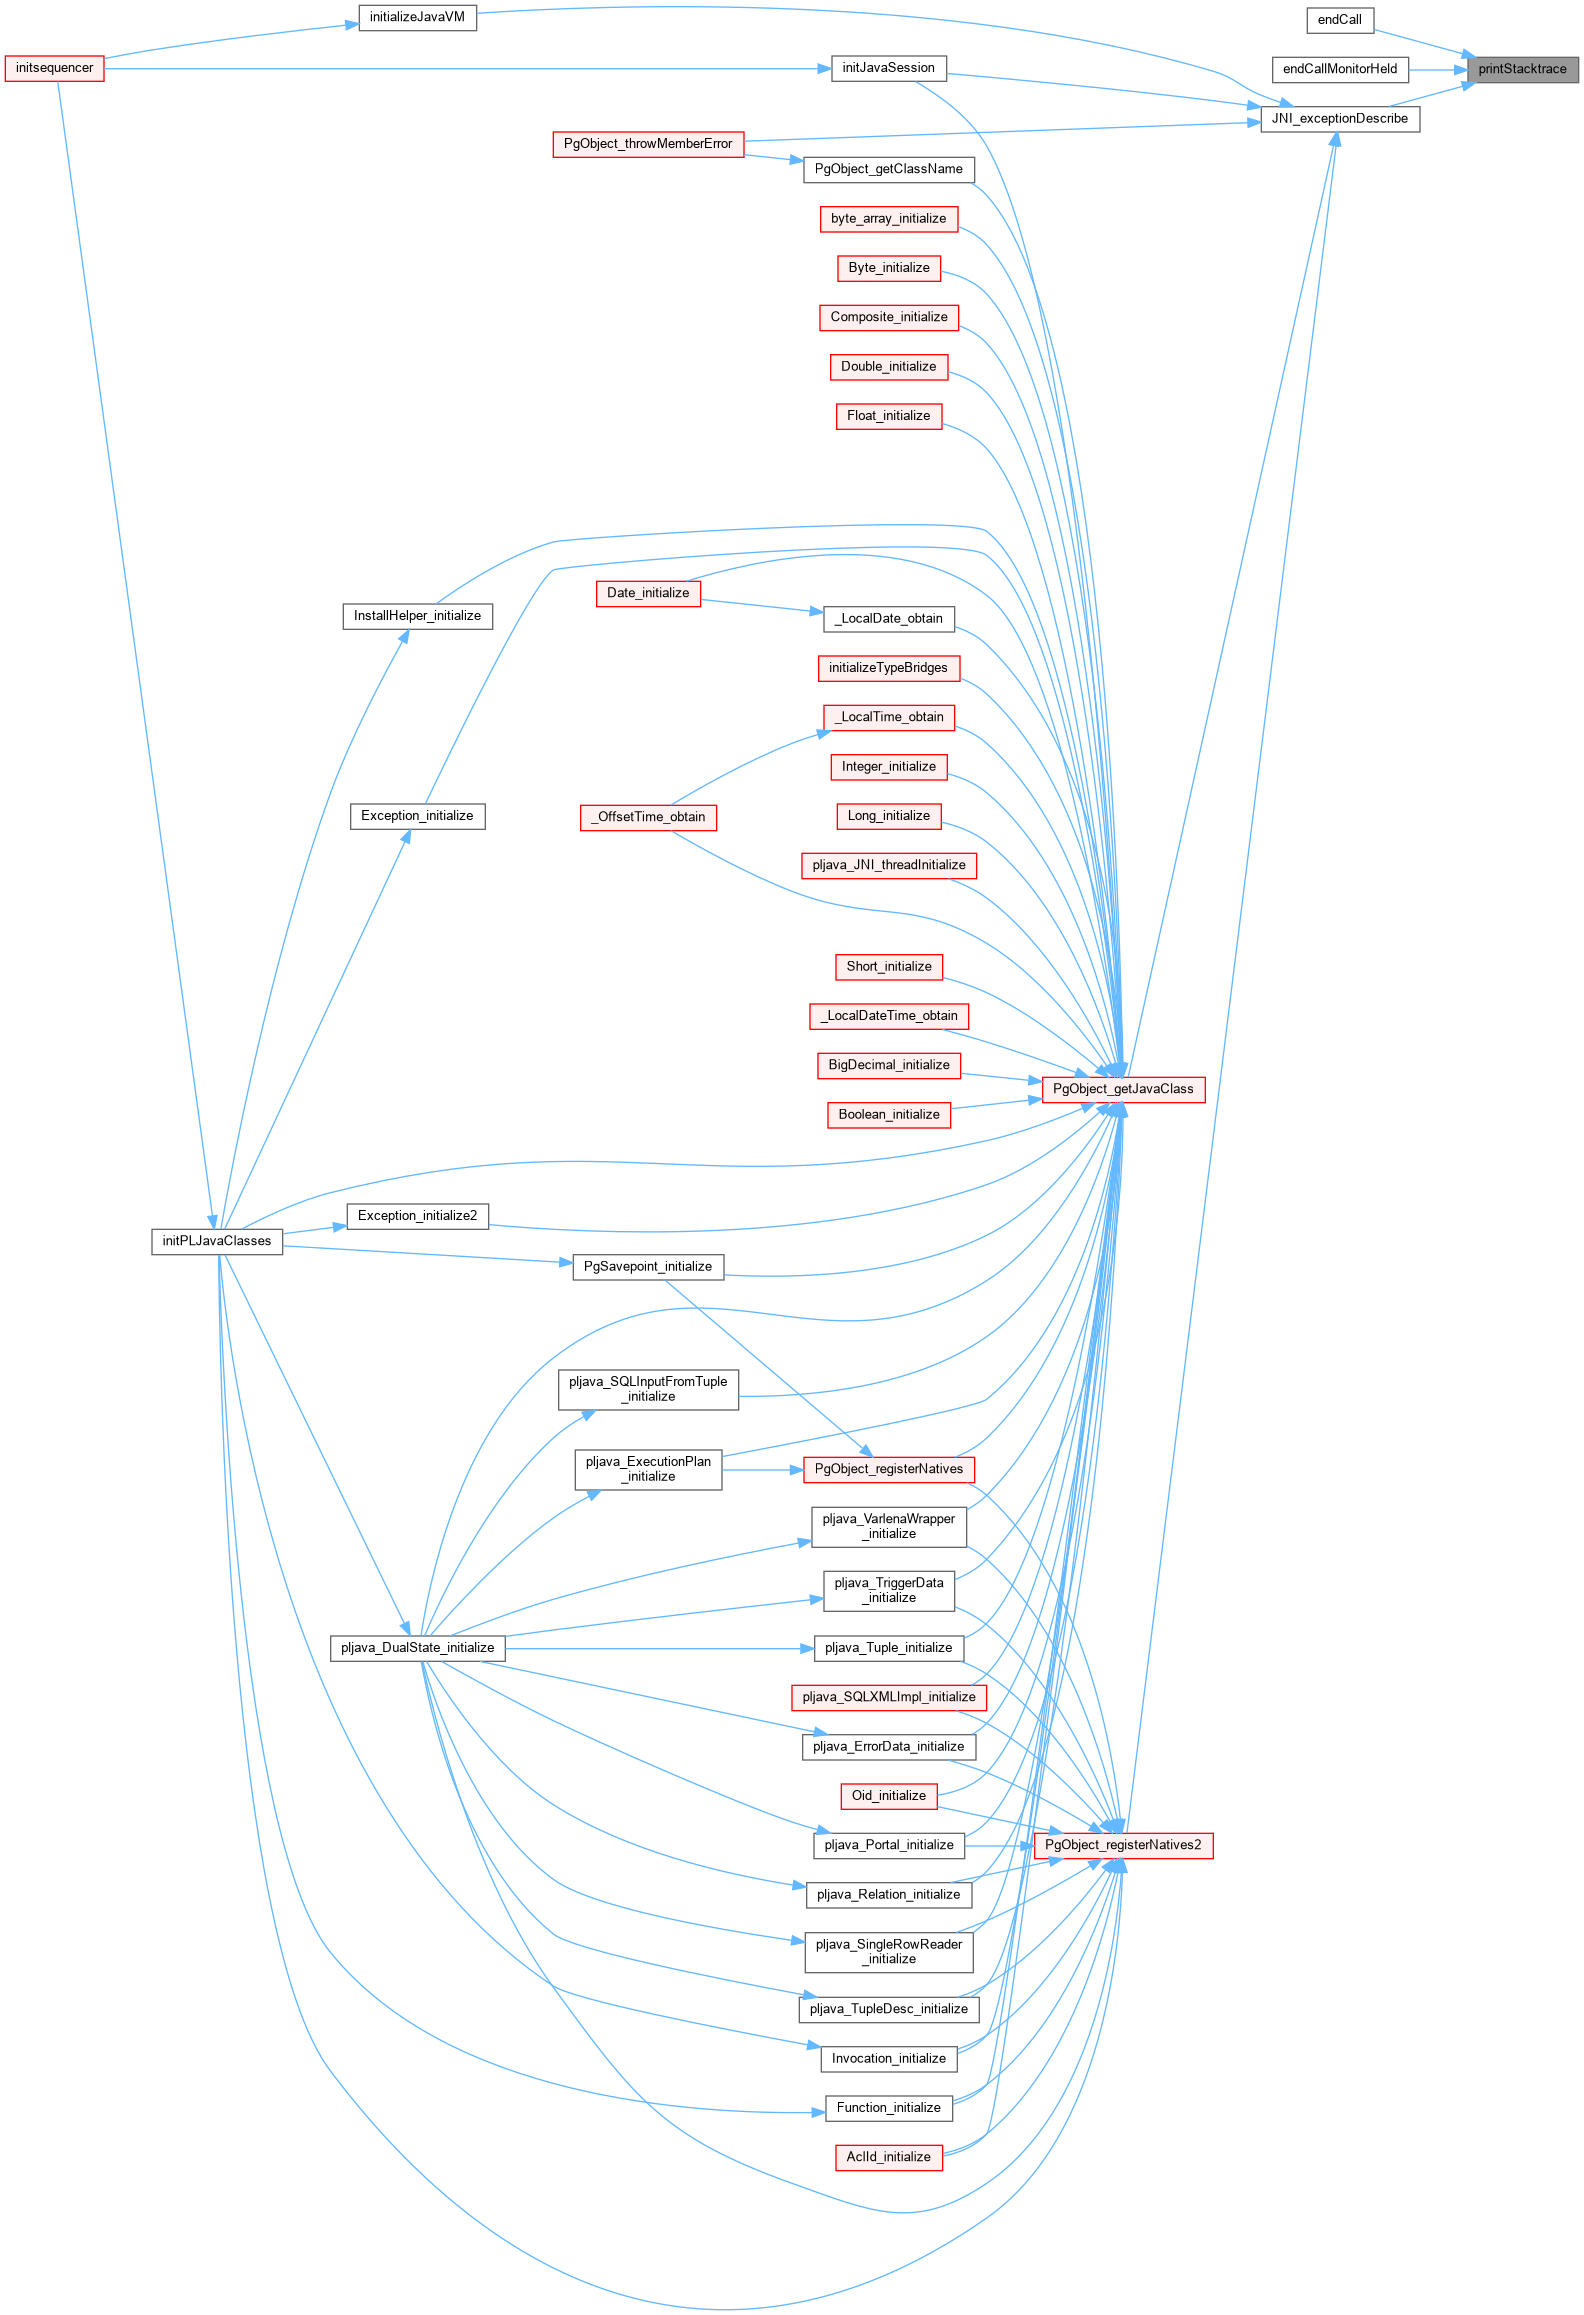 initializeJavaVM
endCall
initsequencer
initJavaSession
endCallMonitorHeld
printStacktrace
JNI_exceptionDescribe
PgObject_throwMemberError
PgObject_getClassName
byte_array_initialize
Byte_initialize
Composite_initialize
Double_initialize
Float_initialize
Date_initialize
InstallHelper_initialize
_LocalDate_obtain
initializeTypeBridges
_LocalTime_obtain
Integer_initialize
Exception_initialize
_OffsetTime_obtain
Long_initialize
pljava_JNI_threadInitialize
Short_initialize
_LocalDateTime_obtain
BigDecimal_initialize
PgObject_getJavaClass
Boolean_initialize
Exception_initialize2
initPLJavaClasses
PgSavepoint_initialize
pljava_SQLInputFromTuple
_initialize
pljava_ExecutionPlan
_initialize
PgObject_registerNatives
pljava_VarlenaWrapper
_initialize
pljava_TriggerData
_initialize
pljava_DualState_initialize
pljava_Tuple_initialize
pljava_SQLXMLImpl_initialize
pljava_ErrorData_initialize
Oid_initialize
pljava_Portal_initialize
PgObject_registerNatives2
pljava_Relation_initialize
pljava_SingleRowReader
_initialize
pljava_TupleDesc_initialize
Invocation_initialize
Function_initialize
AclId_initialize